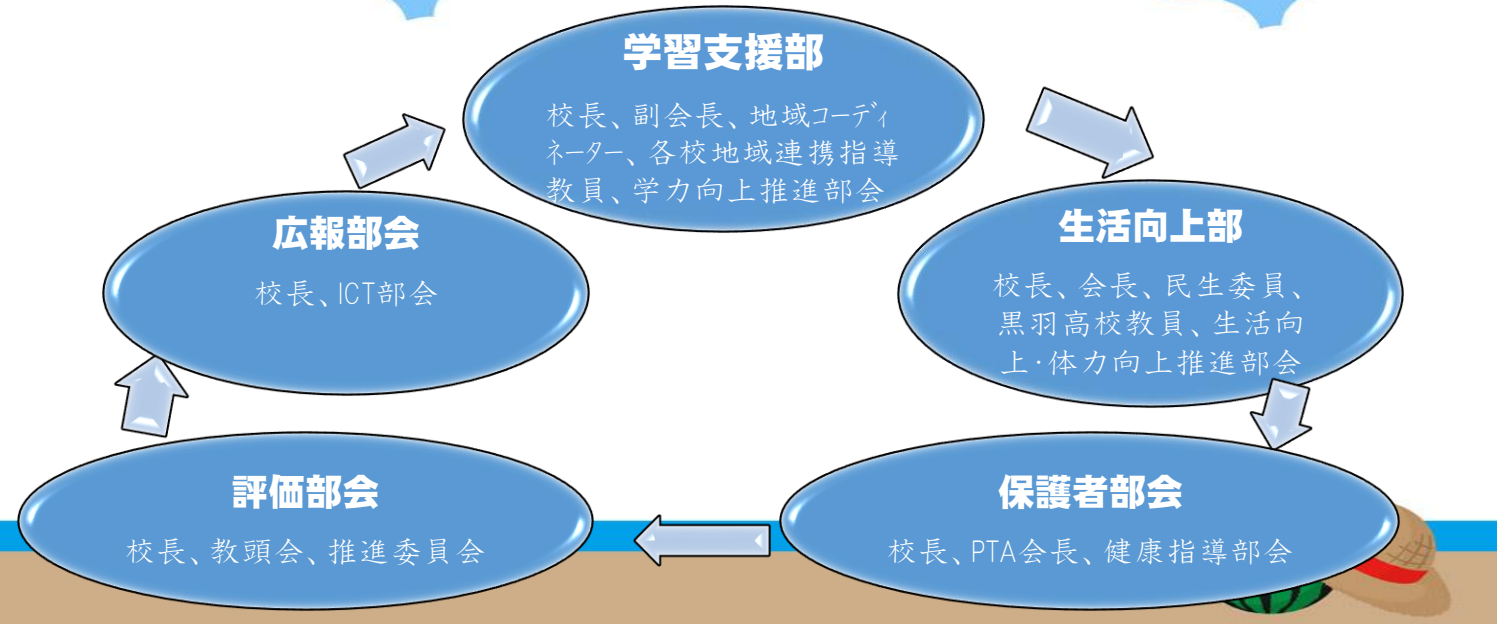 学習支援部
校長、副会長、地域コーディ
ネーター、各校地域連携指導
教員、学力向上推進部会
広報部会
校長、ICT部会
生活向上部
校長、会長、民生委員、
黒羽高校教員、生活向
上・体力向上推進部会
評価部会
校長、教頭会、推進委員会
保護者部会
校長、PTA会長、健康指導部会